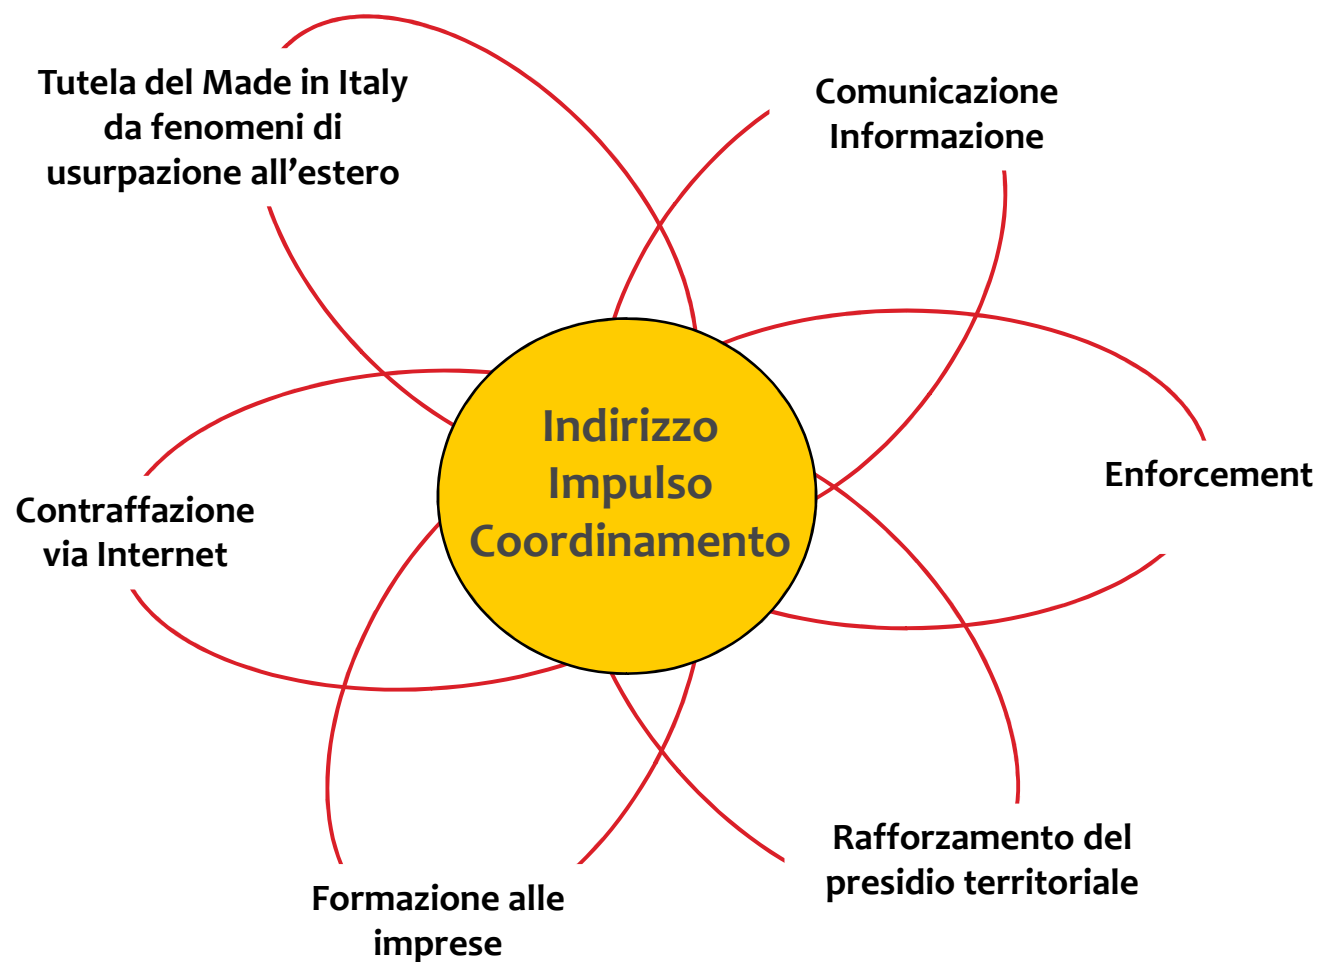 Tutela del Made in Italy
da fenomeni di
usurpazione all’estero
Comunicazione
Informazione
Indirizzo
Impulso
Coordinamento
Enforcement
Contraffazione
via Internet
Rafforzamento del
presidio territoriale
Formazione alle
imprese